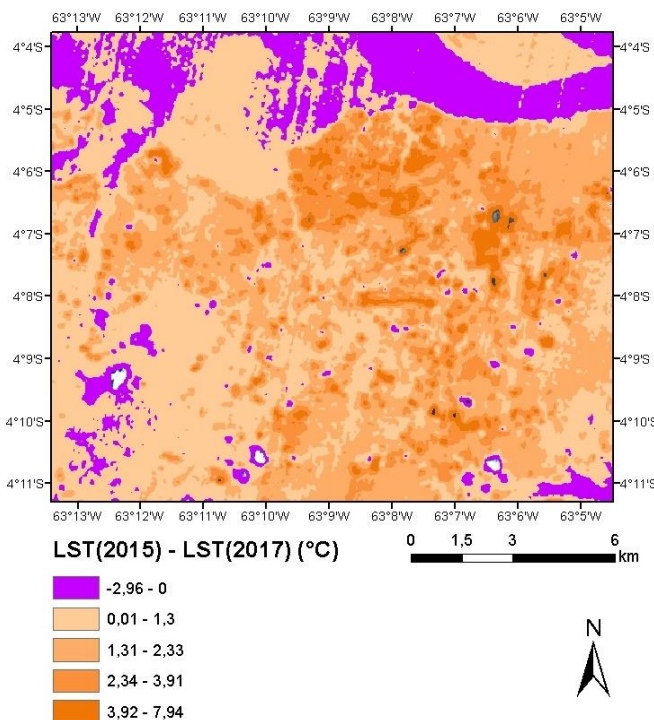 63°13'W 63°12'W 63°11'W 63°10'W 63°9'W 63°8'W 63°7'W 63°6'W 63°5'W
4°4'S 4°4'S
4°5'S 4°5'S
4°6'S 4°6'S
4°7'S 4°7'S
4°8'S 4°8'S
4°9'S 4°9'S
4°10'S 4°10'S
4°11'S 4°11'S
63°13'W 63°12'W 63°11'W 63°10'W 63°9'W 63°8'W 63°7'W 63°6'W 63°5'W
LST(2015) - LST(2017) (°C)
0 1,5 3 6
km
-2,96 - 0
0,01 - 1,3
1,31 - 2,33
2,34 - 3,91
3,92 - 7,94
N